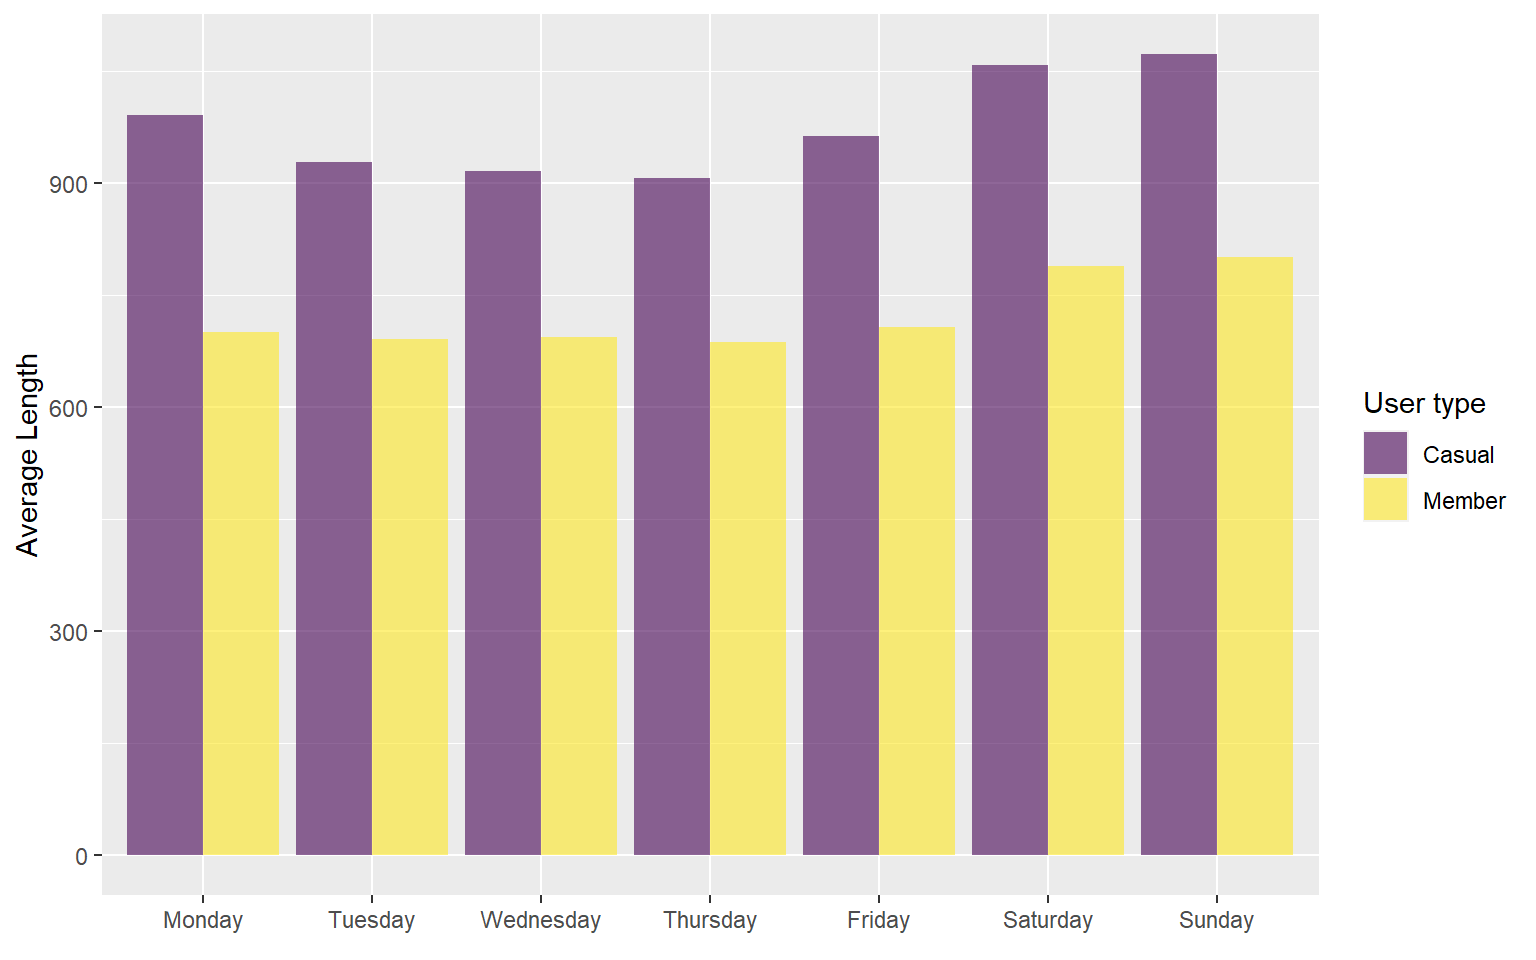 Average Length
900
600
300
0
Monday Tuesday Wednesday Thursday Friday Saturday Sunday
User type
Casual
Member